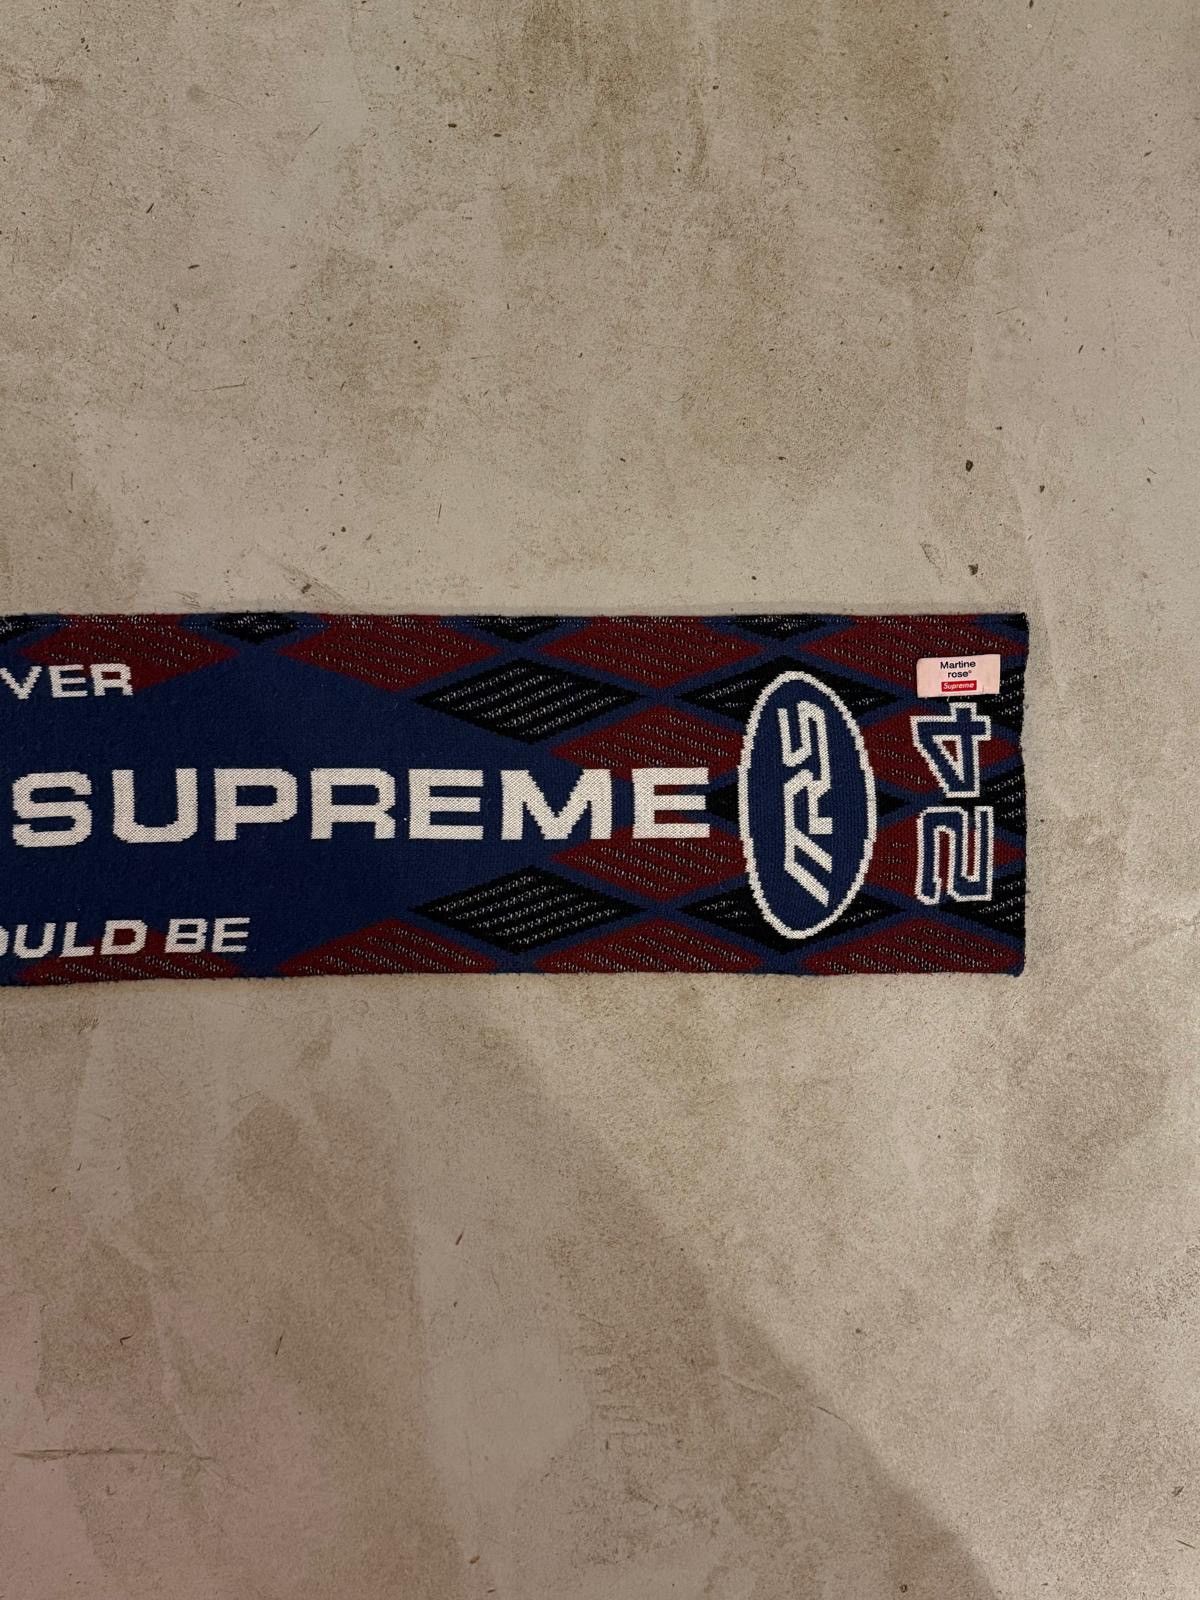 VER
SUPREME
OULD BE
MRS
24
Martine
rose®
Supreme